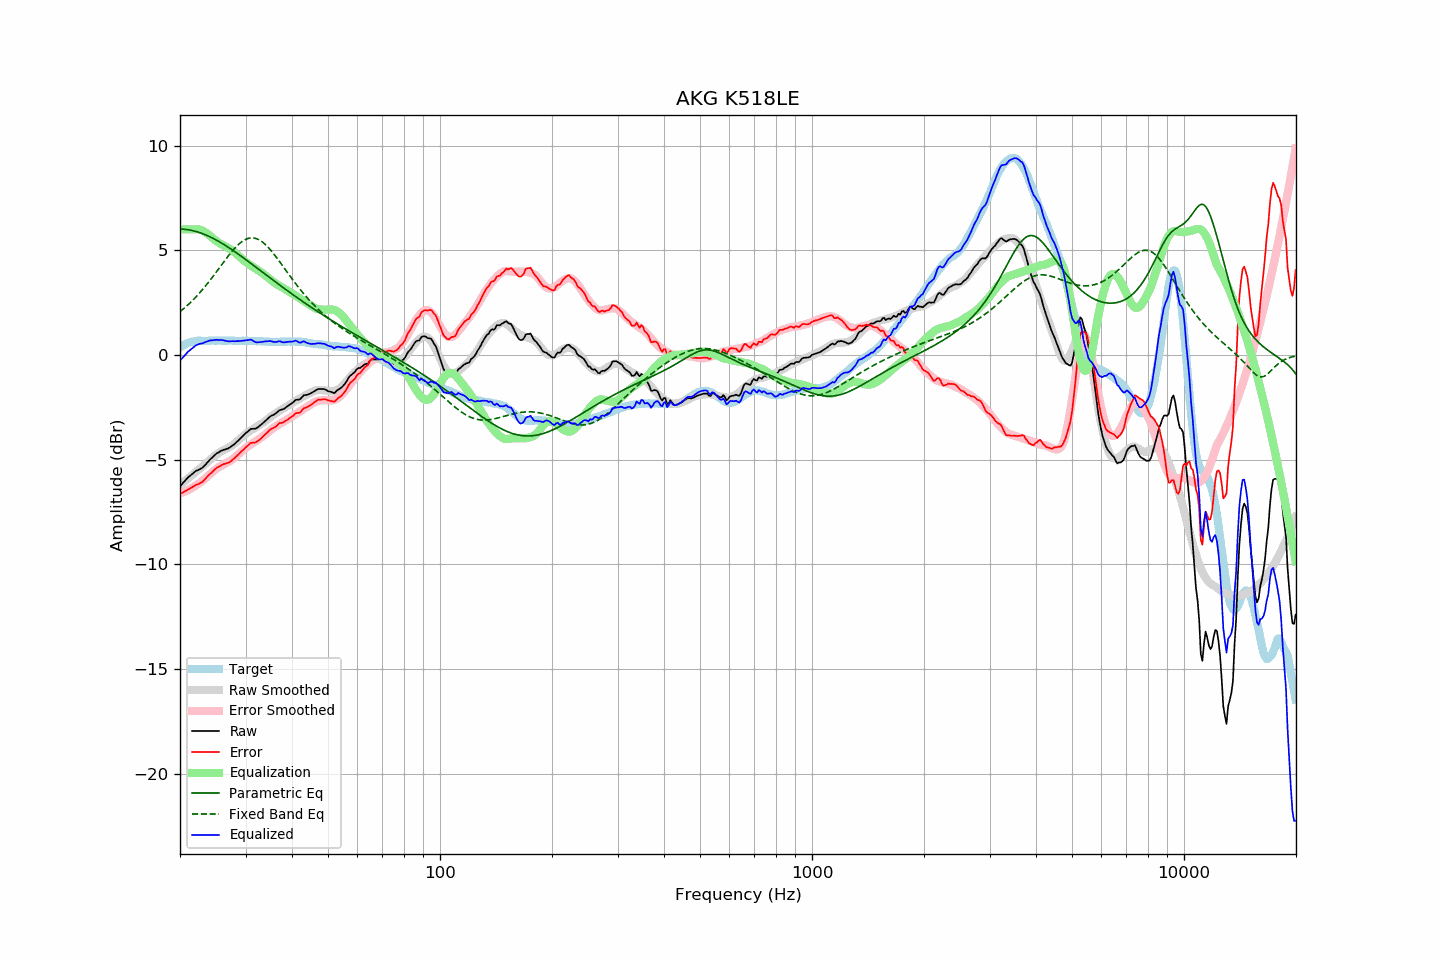 AKG K518LE
Amplitude (dBr)
10
5
0
−5
−10
−15
−20
Target
Raw Smoothed
Error Smoothed
Raw
Error
Equalization
Parametric Eq
Fixed Band Eq
Equalized
100
1000
10000
Frequency (Hz)